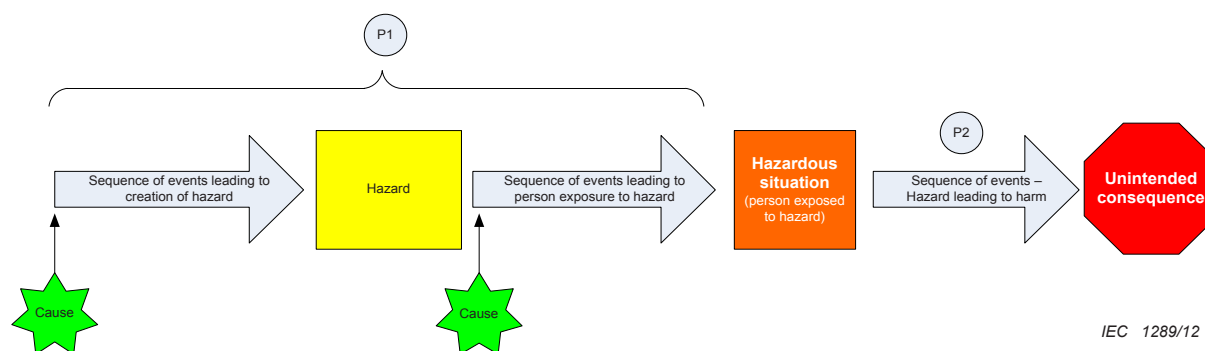 P1
Sequence of events leading to
creation of hazard
Hazard
Sequence of events leading to
person exposure to hazard
Hazardous
situation
(person exposed
to hazard)
P2
Sequence of events –
Hazard leading to harm
Unintended
consequence
Cause
Cause
IEC 1289/12